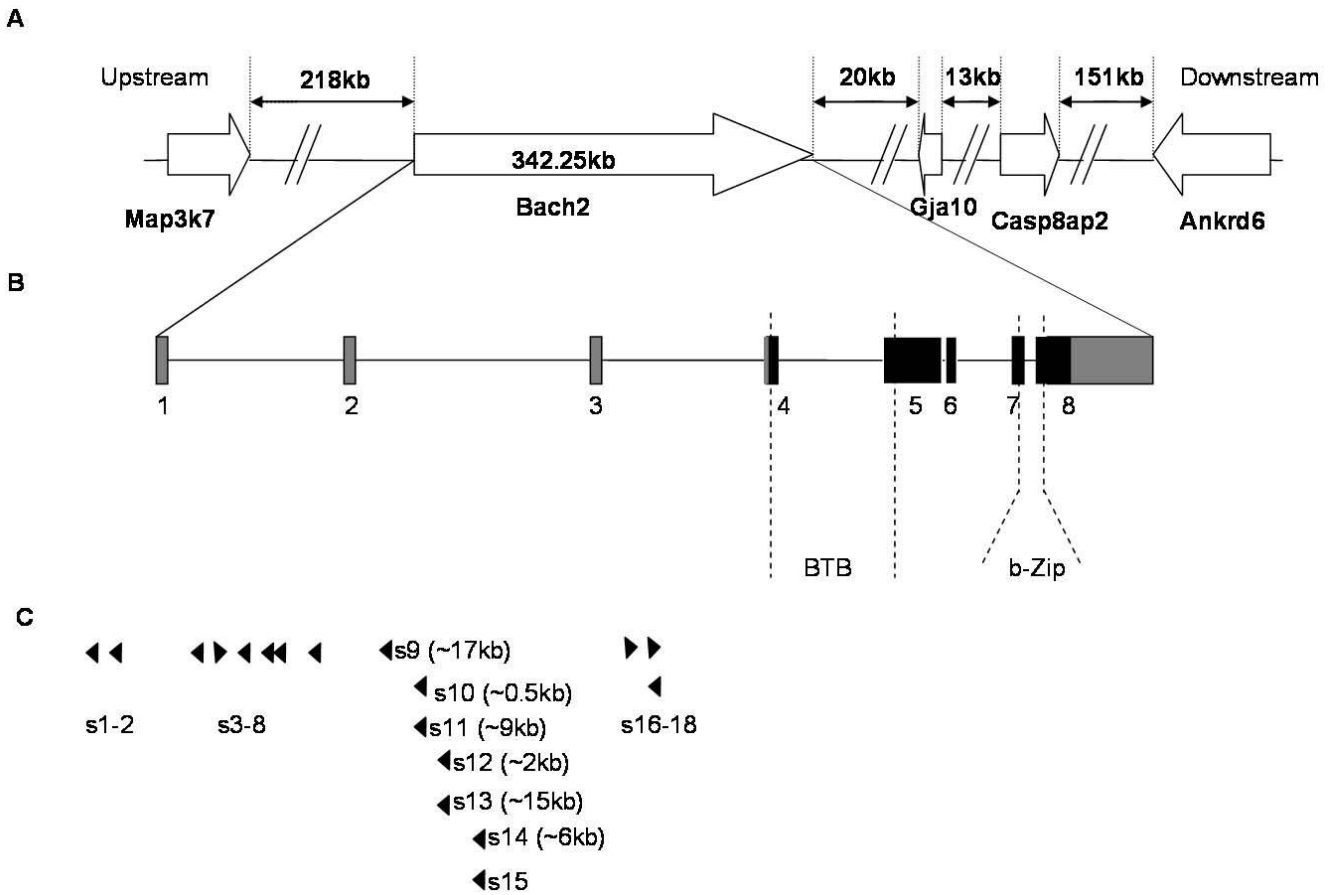 A
Upstream 218kb 20kb 13kb 151kb Downstream
342.25kb
Map3k7 Bach2 Gja10 Casp8ap2 Ankrd6
B
1 2 3 4 5 6 7 8
BTB b-Zip
C
s9 (~17kb)
s10 (~0.5kb)
s1-2 s3-8 s11 (~9kb) s16-18
s12 (~2kb)
s13 (~15kb)
s14 (~6kb)
s15